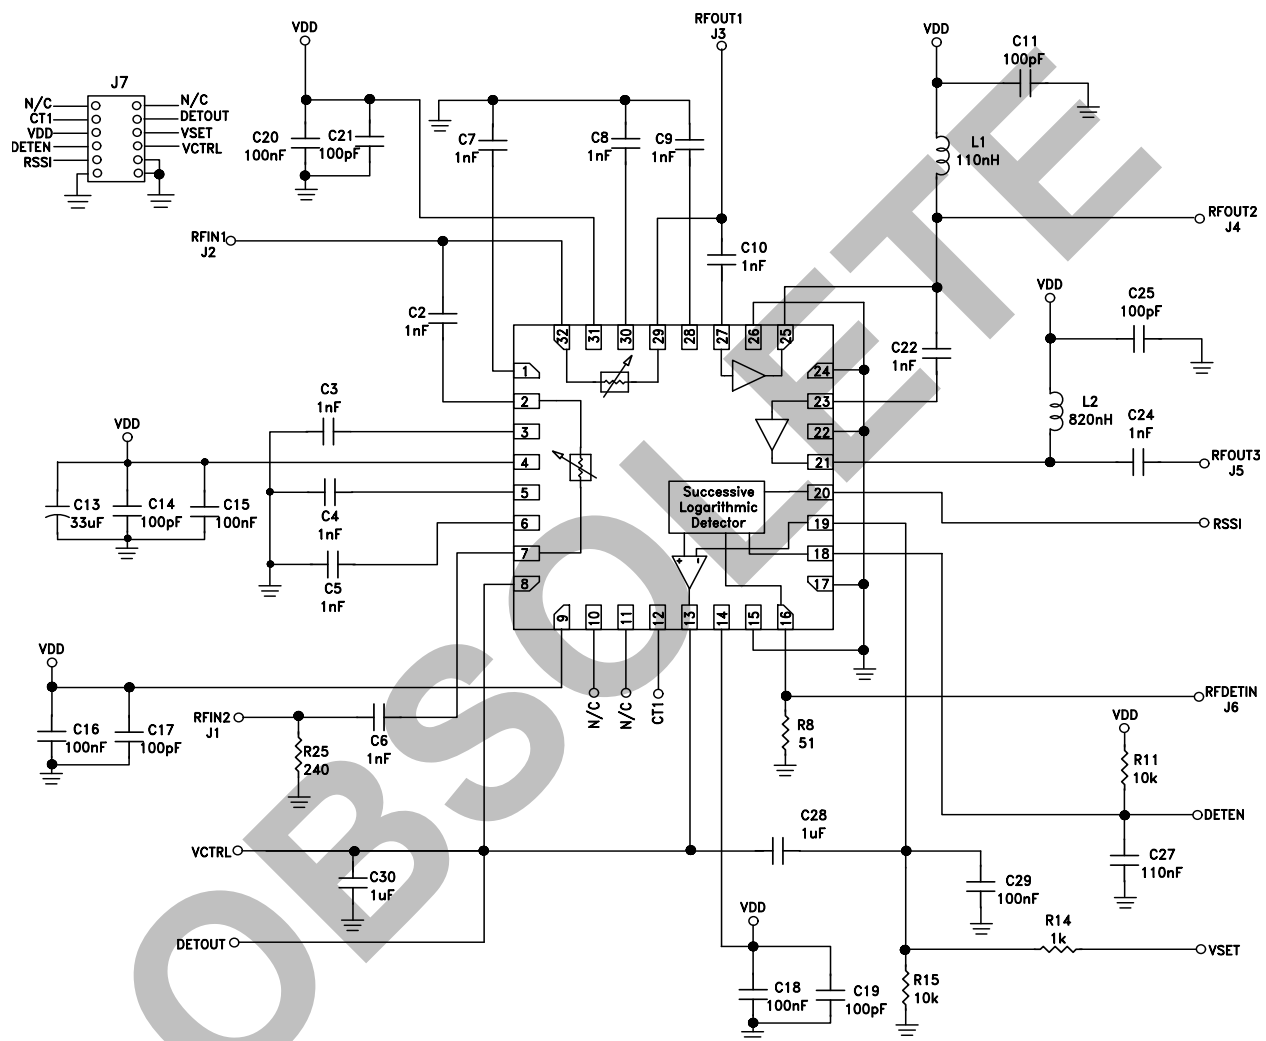 VDD
RFOUT1
J3
VDD
C11
100pF
J7
N/C
CT1
VDD
DETEN
RSSI
N/C
DETOUT
VSET
VCTRL
C20
100nF
C21
100pF
C7
1nF
C8
1nF
C9
1nF
L1
110nH
RFIN1
J2
RFOUT2
J4
C10
1nF
C2
1nF
VDD
C25
100pF
C22
1nF
32
31
30
29
28
27
26
25
1
2
3
4
5
6
7
8
24
23
22
21
20
19
18
17
9
10
11
12
13
14
15
16
C3
1nF
L2
820nH
C24
1nF
RFOUT3
J5
VDD
C13
33uF
C14
100pF
C15
100nF
C4
1nF
C5
1nF
Successive
Logarithmic
Detector
+ -
RSSI
VDD
C16
100nF
C17
100pF
RFIN2
J1
R25
240
C6
1nF
N/C
N/C
CT1
R8
51
RFDETIN
J6
VDD
R11
10k
DETEN
C27
110nF
VCTRL
C30
1uF
DETOUT
C28
1uF
C29
100nF
VDD
C18
100nF
C19
100pF
R14
1k
VSET
R15
10k
OBSOLETE